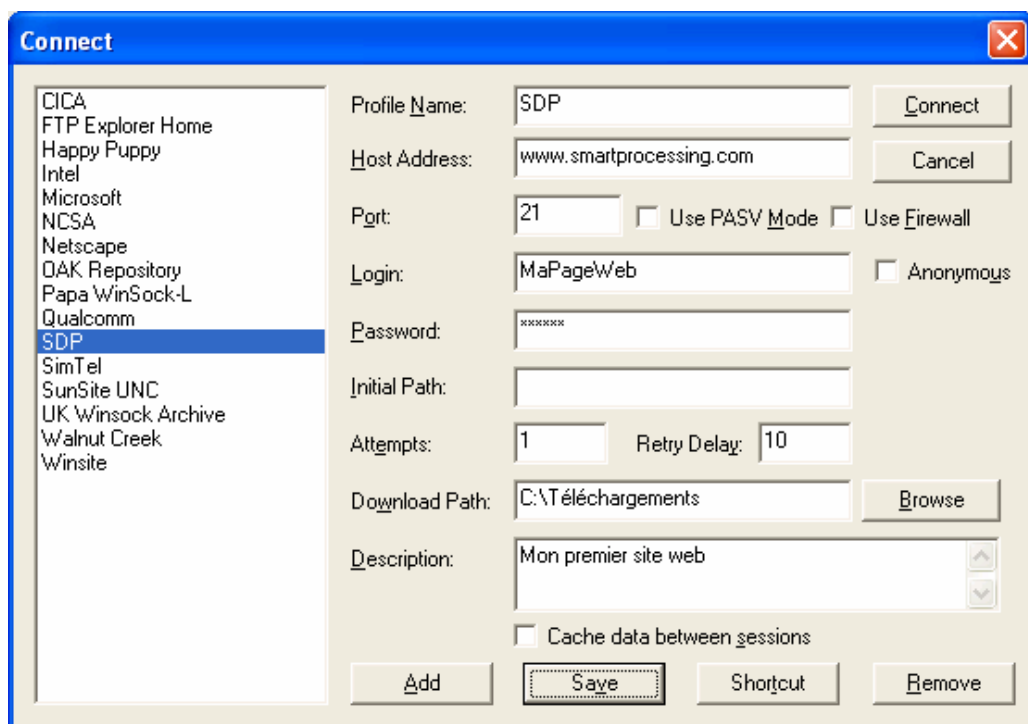 Connect
CICA
FTP Explorer Home
Happy Puppy
Intel
Microsoft
NCSA
Netscape
OAK Repository
Papa WinSock-L
Qualcomm
SDP
SimTel
SunSite UNC
UK Winsock Archive
Walnut Creek
Winsite
Profile Name: SDP Connect
Host Address: www.smartprocessing.com Cancel
Port: 21 Use PASV Mode Use Firewall
Login: MaPageWeb Anonymous
Password: ******
Initial Path:
Attempts: 1 Retry Delay: 10
Download Path: C:\Téléchargements Browse
Description: Mon premier site web
Cache data between sessions
Add Save Shortcut Remove